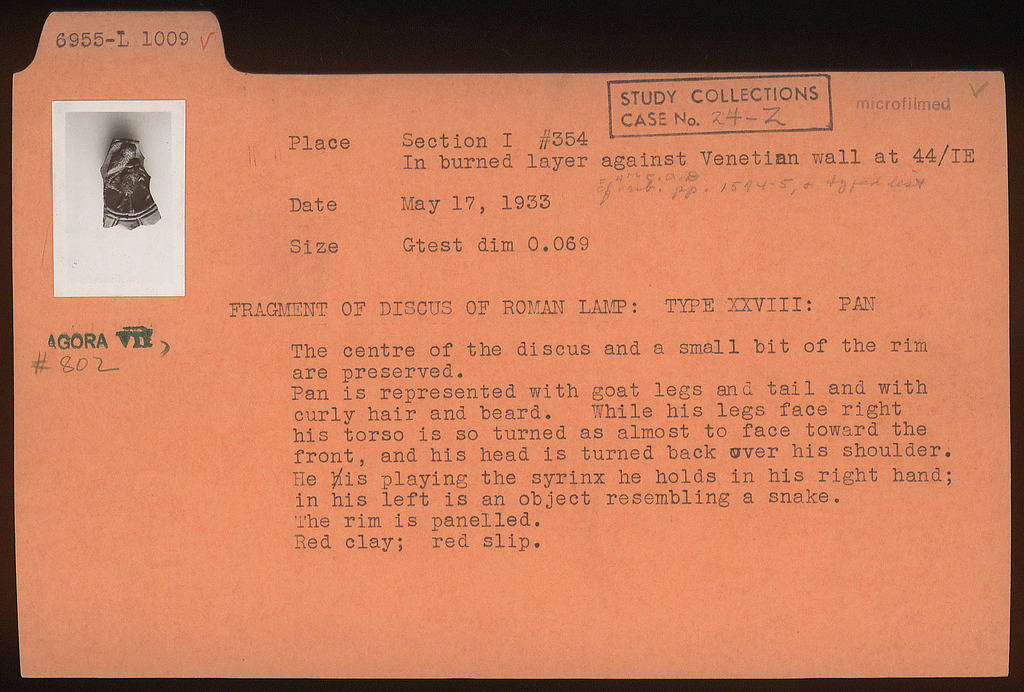 6955-L 1009 √
STUDY COLLECTIONS
CASE No. 24-Z
microfilmed
Place Section I #354
In burned layer against Venetian wall at 44/IE
pp. 1594-5, + typed list
Date May 17, 1933
Size Gtest dim 0.069
FRAGMENT OF DISCUS OF ROMAN LAMP: TYPE XXVIII: PAN
AGORA VII,
# 802
The centre of the discus and a small bit of the rim
are preserved.
Pan is represented with goat legs and tail and with
curly hair and beard. While his legs face right
his torso is so turned as almost to face toward the
front, and his head is turned back over his shoulder.
He is playing the syrinx he holds in his right hand;
in his left is an object resembling a snake.
The rim is panelled.
Red clay; red slip.